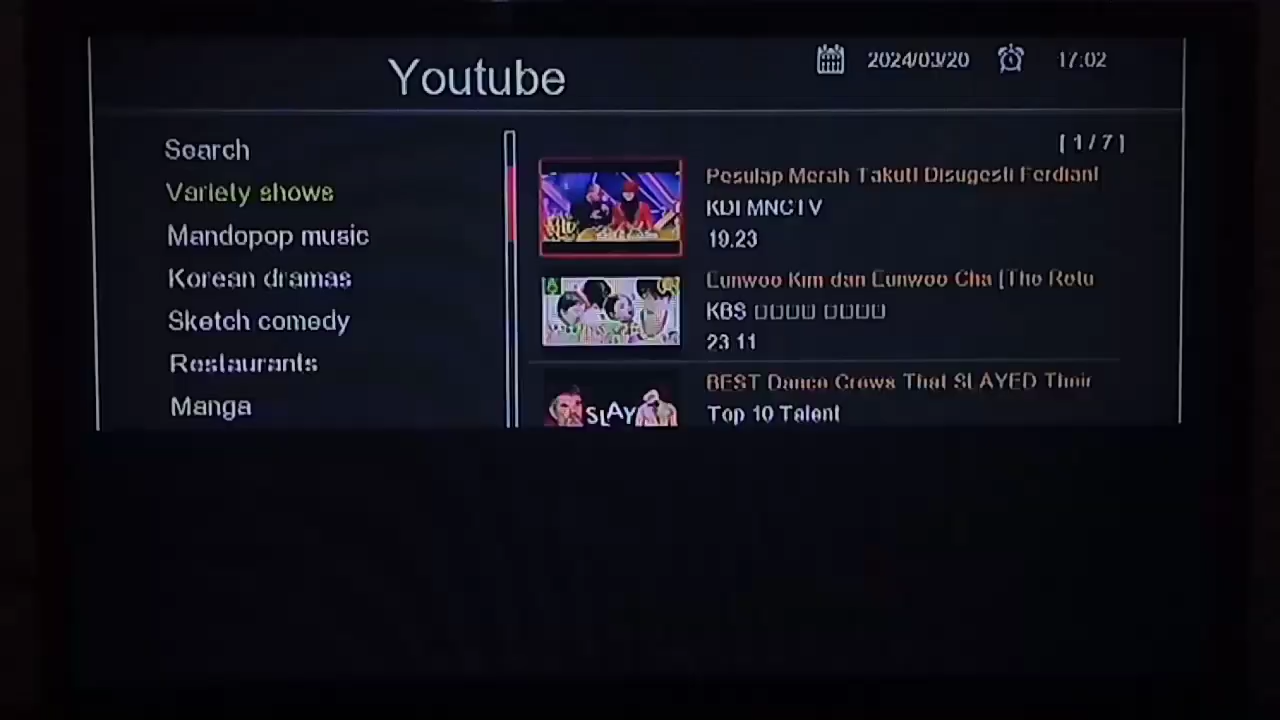 Youtube
2024/03/20
17:02
Search
Variety shows
Mandopop music
Korean dramas
Sketch comedy
Restaurants
Manga
[ 1 / 7 ]
Pesulap Merah Takuti Disugesti Ferdiant
KDI MNCTV
19.23
Eunwoo Kim dan Eunwoo Cha [The Retu
KBS □□□□ □□□□
23 11
BEST Dance Crews That SLAYED Their
Top 10 Talent
SLAY